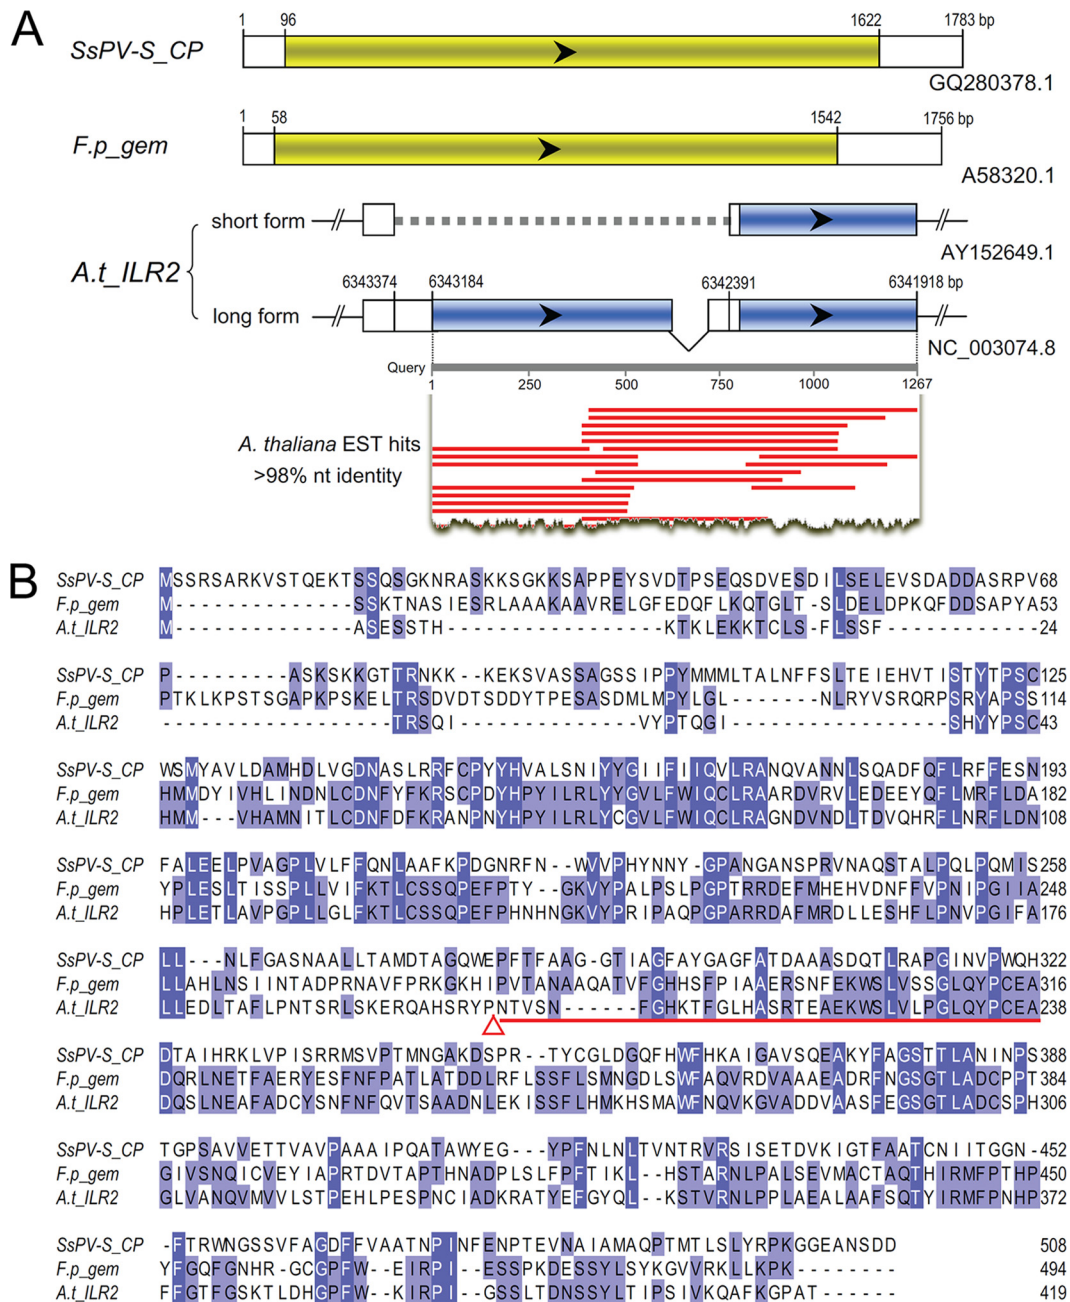 A
SsPV-S_CP
1 96 1622 1783 bp
GQ280378.1
F.p_gem
1 58 1542 1756 bp
A58320.1
A.t_ILR2
short form
AY152649.1
6343374 6343184 6342391 6341918 bp
long form
NC_003074.8
Query
1 250 500 750 1000 1267
A. thaliana EST hits
>98% nt identity
B
SsPV-S_CP MSSRSARKVSTQEKTSSQSGKNRASKKSGKKSAPPEYSVDTPSEQSDVESDILSELEVSDADDASRPV68
F.p_gem M--------------SSKTNASIESRLAAAKAAVRELGFEDQFLKQTGLT-SLDELDPKQFDDSAPYA53
A.t_ILR2 M--------------ASESSTH-----------------KTKLEKKTCLS-FLSSF------------24
SsPV-S_CP P---------ASKSKKGTTRNKK--KEKSVASSAGSSIPPYMMMLTALNFFSLTEIEHVTISTYTPSC125
F.p_gem PTKLKPSTSGAPKPSKELTRSDVDTSDDYTPESASDMLMPYLGL-------NLRYVSRQRPSRYAPSS114
A.t_ILR2 ------------------TRSQI--------------VYPTQGI-----------------SHYYPSC43
SsPV-S_CP WSMYAVLDAMHDLVGDNASLRRFCPYYHVALSNIYYGIIFIIQVLRANQVANNLSQADFQFLRFFESN193
F.p_gem HMMDYIVHLINDNLCDNFYFKRSCPDYHPYILRLYYGVLFWIQCLRAARDVRVLEDEEYQFLMRFLDA182
A.t_ILR2 HMM---VHAMNITLCDNFDFKRANPNYHPYILRLYCGVLFWIQCLRAGNDVNDLTDVQHRFLNRFLDN108
SsPV-S_CP FALEELPVAGPLVLFFQNLAAFKPDGNRFN--WVVPHYNNY-GPANGANSPRVNAQSTALPQLPQMIS258
F.p_gem YPLESLTISSPLLVIFKTLCSSQPEFPTY--GKVYPALPSLPGPTRRDEFMHEHVDNFFVPNIPGIIA248
A.t_ILR2 HPLETLAVPGPLLGLFKTLCSSQPEFPHNHNGKVYPRIPAQPGPARRDAFMRDLLESHFLPNVPGIFA176
SsPV-S_CP LL---NLFGASNAALLTAMDTAGQWEPFTFAAG-GTIAGFAYGAGFATDAAASDQTLRAPGINVPWQH322
F.p_gem LLAHLNSIINTADPRNAVFPRKGKHIPVTANAAQATVFGHHSFPIAAERSNFEKWSLVSSGLQYPCEA316
A.t_ILR2 LLEDLTAFLPNTSRLSKERQAHSRYPNTVSN------FGHKTFGLHASRTEAEKWSLVLPGLQYPCEA238
SsPV-S_CP DTAIHRKLVPISRRMSVPTMNGAKDSPR--TYCGLDGQFHWFHKAIGAVSQEAKYFAGSTTLANINPS388
F.p_gem DQRLNETFAERYESFNFPATLATDDLRFLSSFLSMNGDLSWFAQVRDVAAAEADRFNGSGTLADCPPT384
A.t_ILR2 DQSLNEAFADCYSNFNFQVTSAADNLEKISSFLHMKHSMAWFNQVKGVADDVAASFEGSGTLADCSPH306
SsPV-S_CP TGPSAVVETTVAVPAAAIPQATAWYEG---YPFNLNLTVNTRVRSISETDVKIGTFAATCNIITGGN-452
F.p_gem GIVSNQICVEYIAPRTDVTAPTHNADPLSLFPFTIKL--HSTARNLPALSEVMACTAQTHIRMFPTHP450
A.t_ILR2 GLVANQVMVVLSTPEHLPESPNCIADKRATYEFGYQL--KSTVRNLPPLAEALAAFSQTYIRMFPNHP372
SsPV-S_CP -FTRWNGSSVFAGDFFVAATNPINFENPTEVNAIAMAQPTMTLSLYRPKGGEANSDD 508
F.p_gem YFGQFGNHR-GCGPFW--EIRPI--ESSPKDESSYLSYKGVVRKLLKPK-------- 494
A.t_ILR2 FFGTFGSKTLDHGPFW--KIRPI--GSSLTDNSSYLTIPSIVKQAFKGPAT------ 419